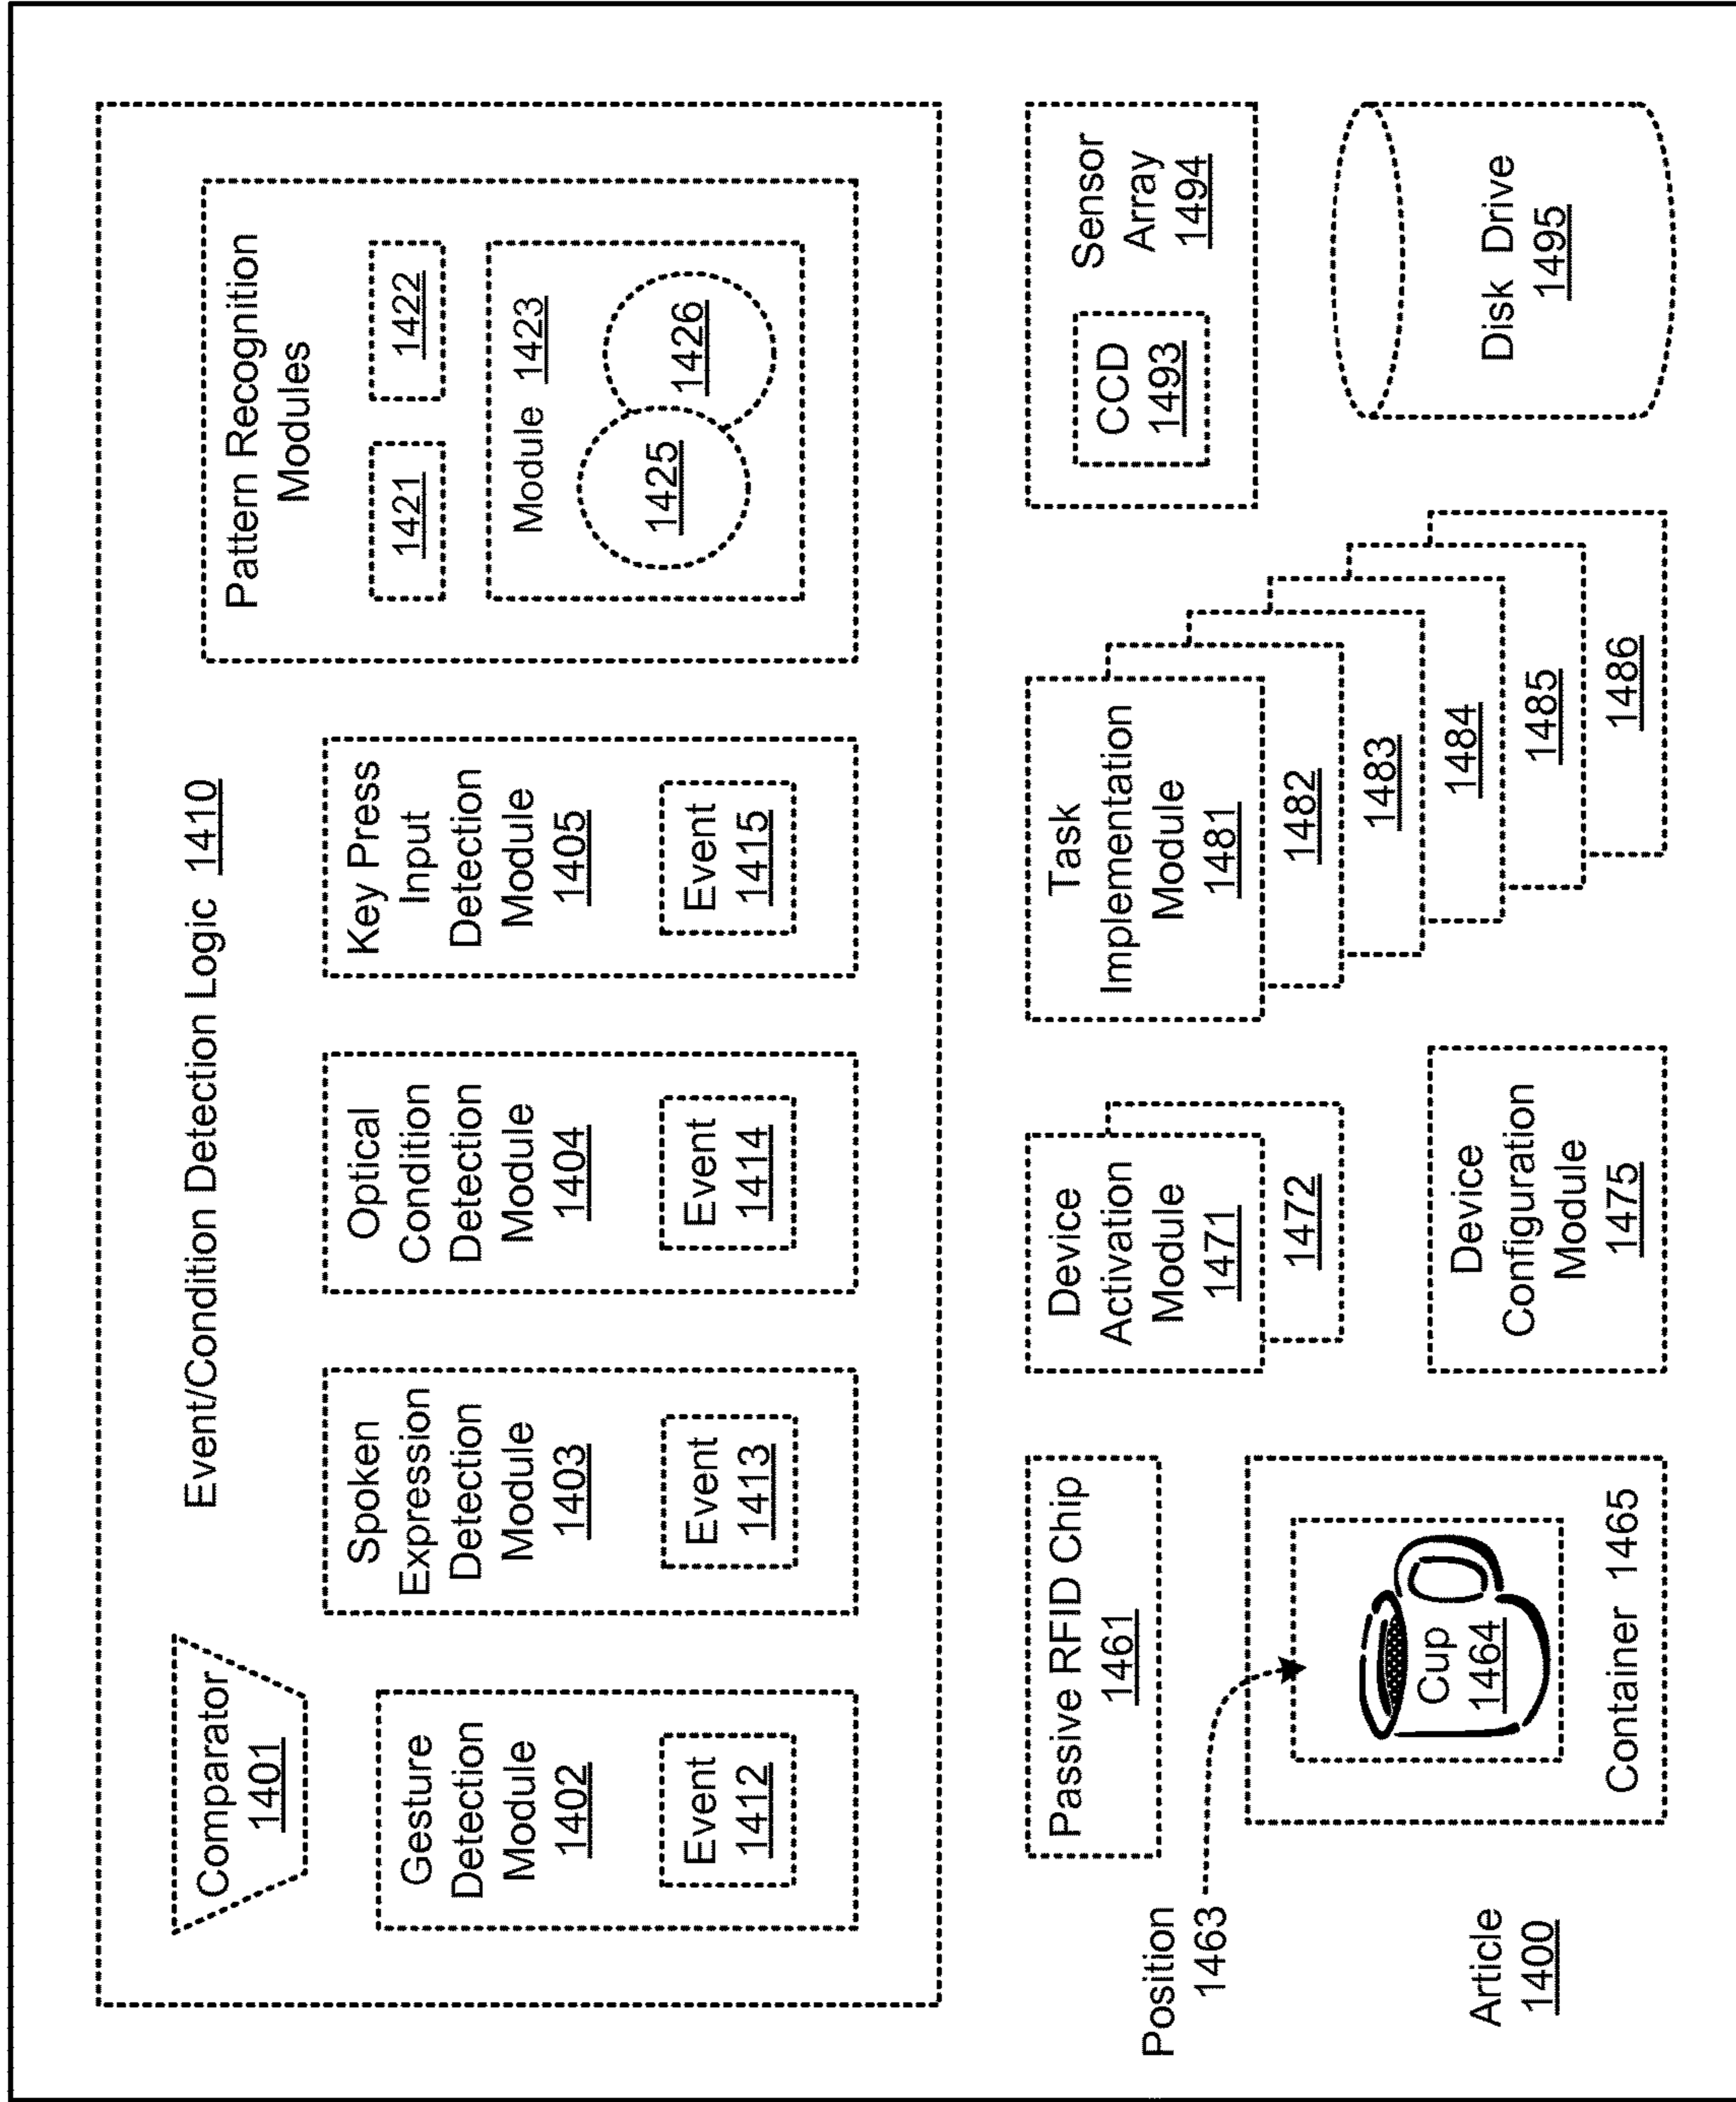 Event/Condition Detection Logic 1410
Comparator
1401
Gesture
Detection
Module
1402
Event
1412
Spoken
Expression
Detection
Module
1403
Event
1413
Optical
Condition
Detection
Module
1404
Event
1414
Key Press
Input
Detection
Module
1405
Event
1415
Pattern Recognition
Modules
1421
1422
Module 1423
1425
1426
Position
1463
Article
1400
Passive RFID Chip
1461
Cup
1464
Container 1465
Device
Activation
Module
1471
1472
Device
Configuration
Module
1475
Task
Implementation
Module
1481
1482
1483
1484
1485
1486
CCD
1493
Sensor
Array
1494
Disk Drive
1495